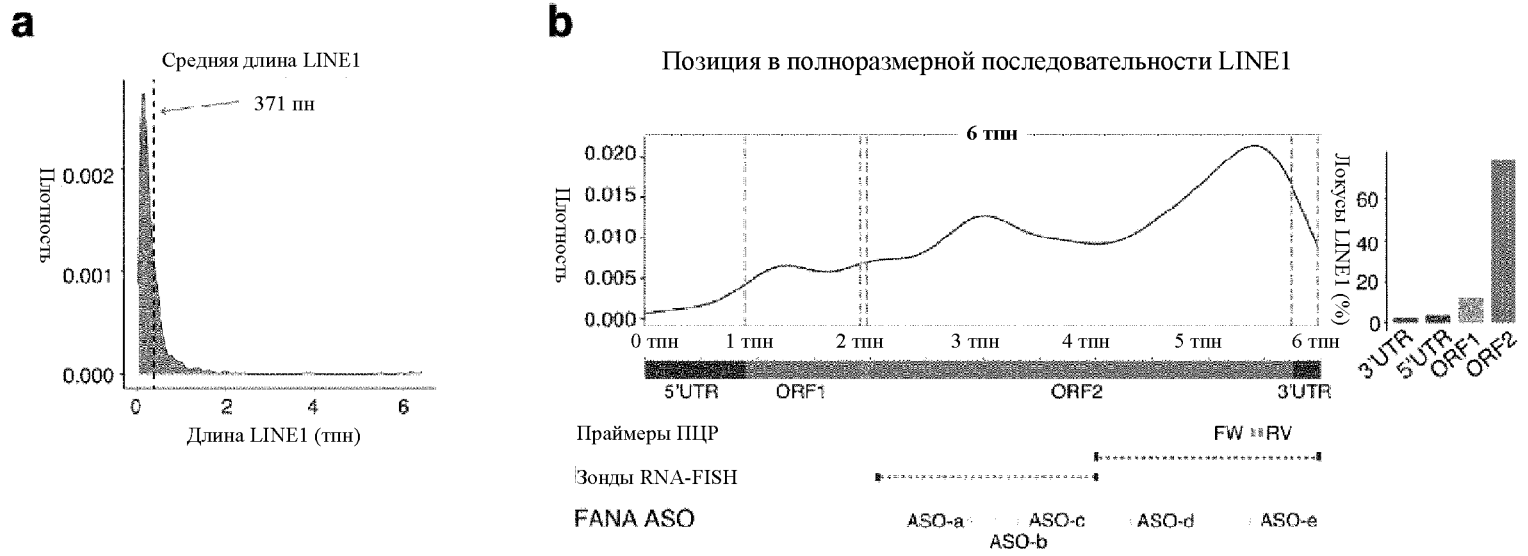 a
Средняя длина LINE1
371 пн
Плотность
0.002
0.001
0.000
0 2 4 6
Длина LINE1 (тпн)
b
Позиция в полноразмерной последовательности LINE1
6 тпн
Плотность
0.020
0.015
0.010
0.005
0.000
0 тпн 1 тпн 2 тпн 3 тпн 4 тпн 5 тпн 6 тпн
5'UTR ORF1 ORF2 3'UTR
Локусы LINE1 (%)
60
40
20
0
3'UTR 5'UTR ORF1 ORF2
Праймеры ПЦР FW RV
Зонды RNA-FISH
FANA ASO ASO-a ASO-c ASO-d ASO-e
ASO-b